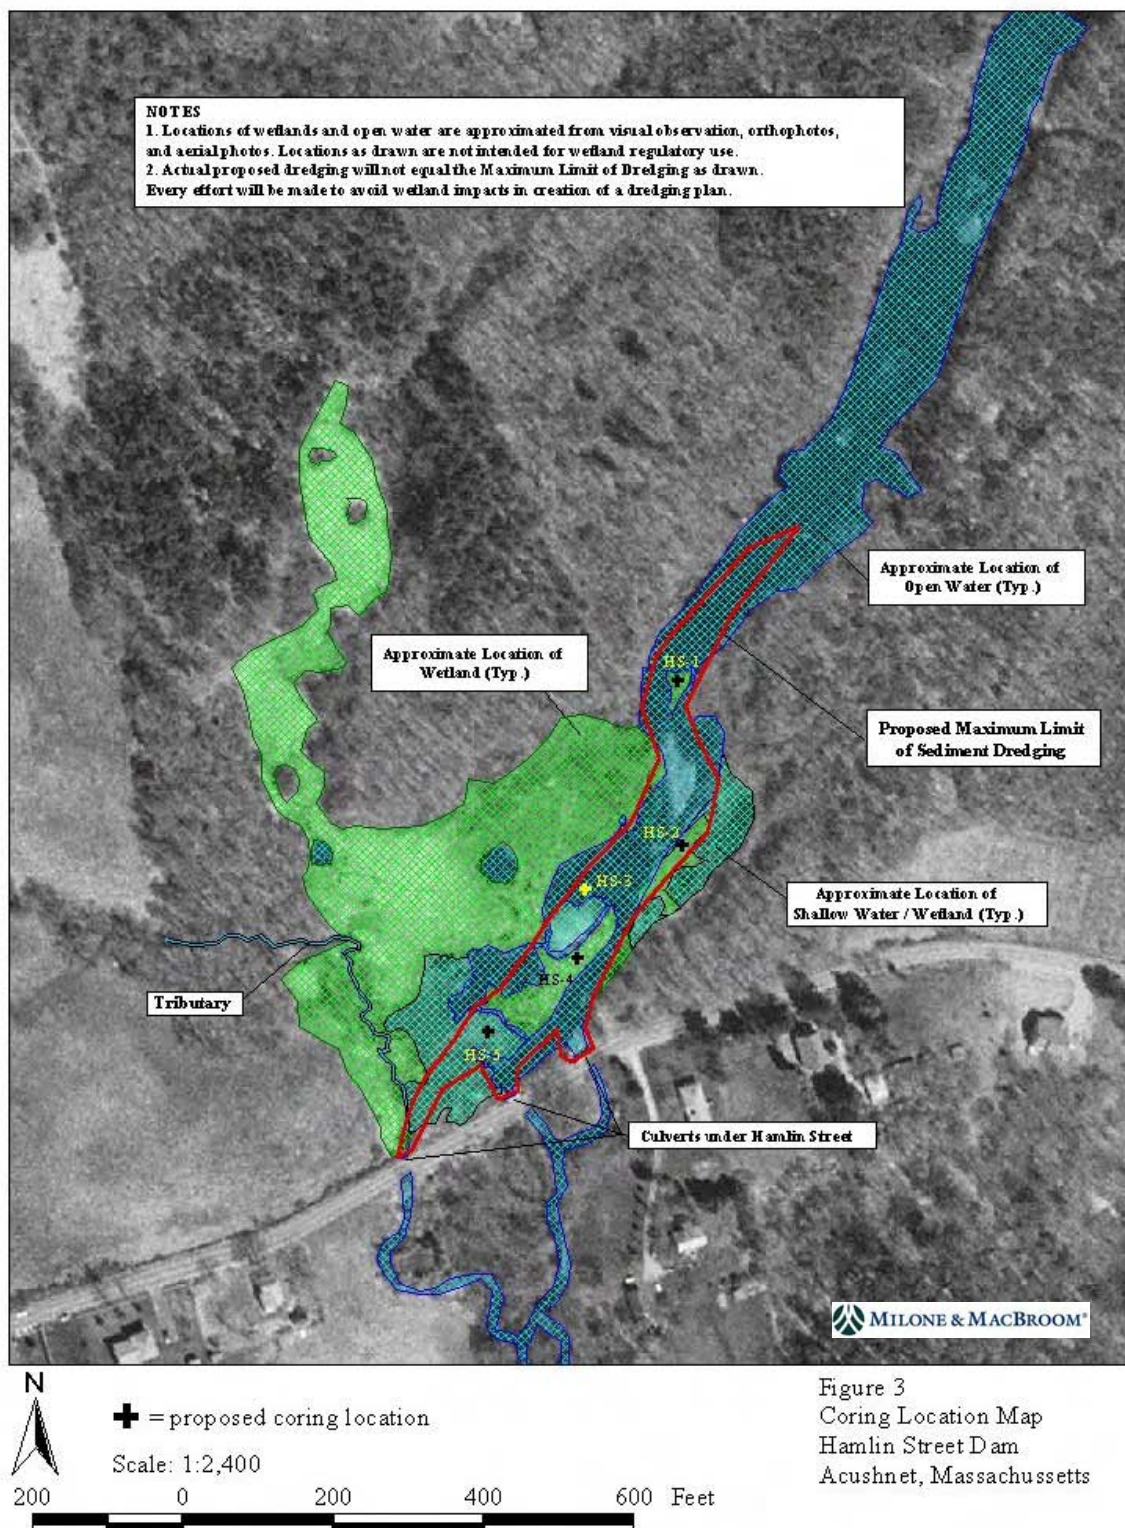 NOTES
1. Locations of wetlands and open water are approximated from visual observation, orthophotos,
and aerial photos. Locations as drawn are not intended for wetland regulatory use.
2. Actual proposed dredging will not equal the Maximum Limit of Dredging as drawn.
Every effort will be made to avoid wetland impacts in creation of a dredging plan.
Approximate Location of
Open Water (Typ.)
Approximate Location of
Wetland (Typ.)
HS-1
Proposed Maximum Limit
of Sediment Dredging
HS-2
HS-3
Approximate Location of
Shallow Water / Wetland (Typ.)
HS-4
Tributary
HS-5
Culverts under Hamlin Street
MILONE & MACBROOM®
N
= proposed coring location
Scale: 1:2,400
200 0 200 400 600 Feet
Figure 3
Coring Location Map
Hamlin Street Dam
Acushnet, Massachussetts